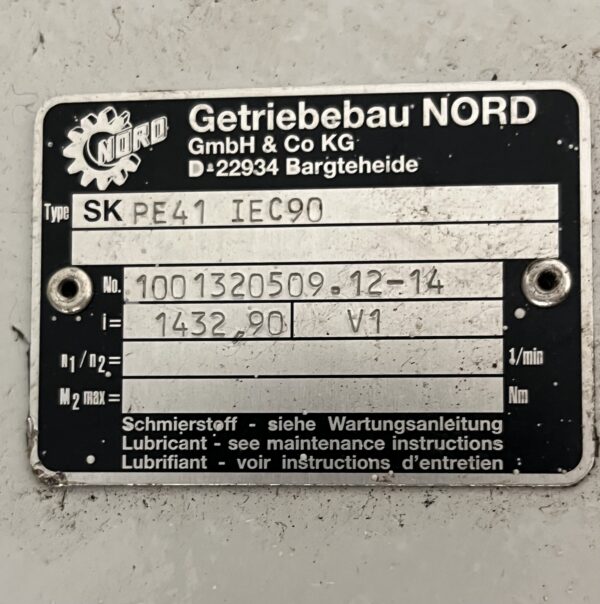 NORD
Getriebebau NORD
GmbH & Co KG
D-22934 Bargteheide
Type SK PE41 IEC90
No. 1001320509.12-14
i= 1432,90 V1
n1/n2= 1/min
M2 max= Nm
Schmierstoff - siehe Wartungsanleitung
Lubricant - see maintenance instructions
Lubrifiant - voir instructions d'entretien